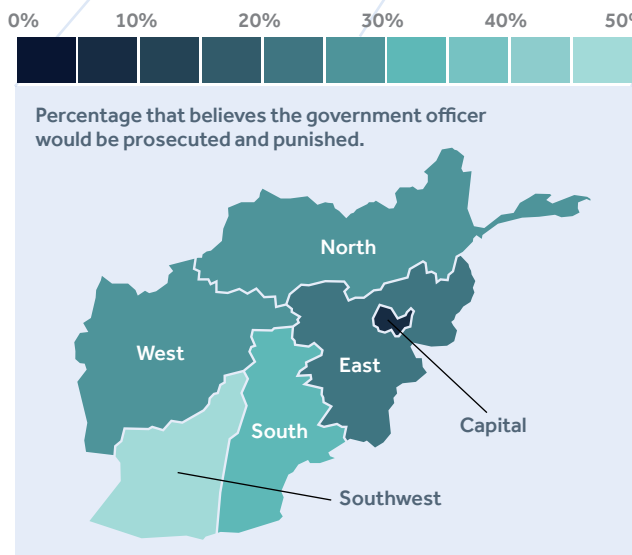 0% 10% 20% 30% 40% 50%
Percentage that believes the government officer
would be prosecuted and punished.
North
West
East
South
Capital
Southwest